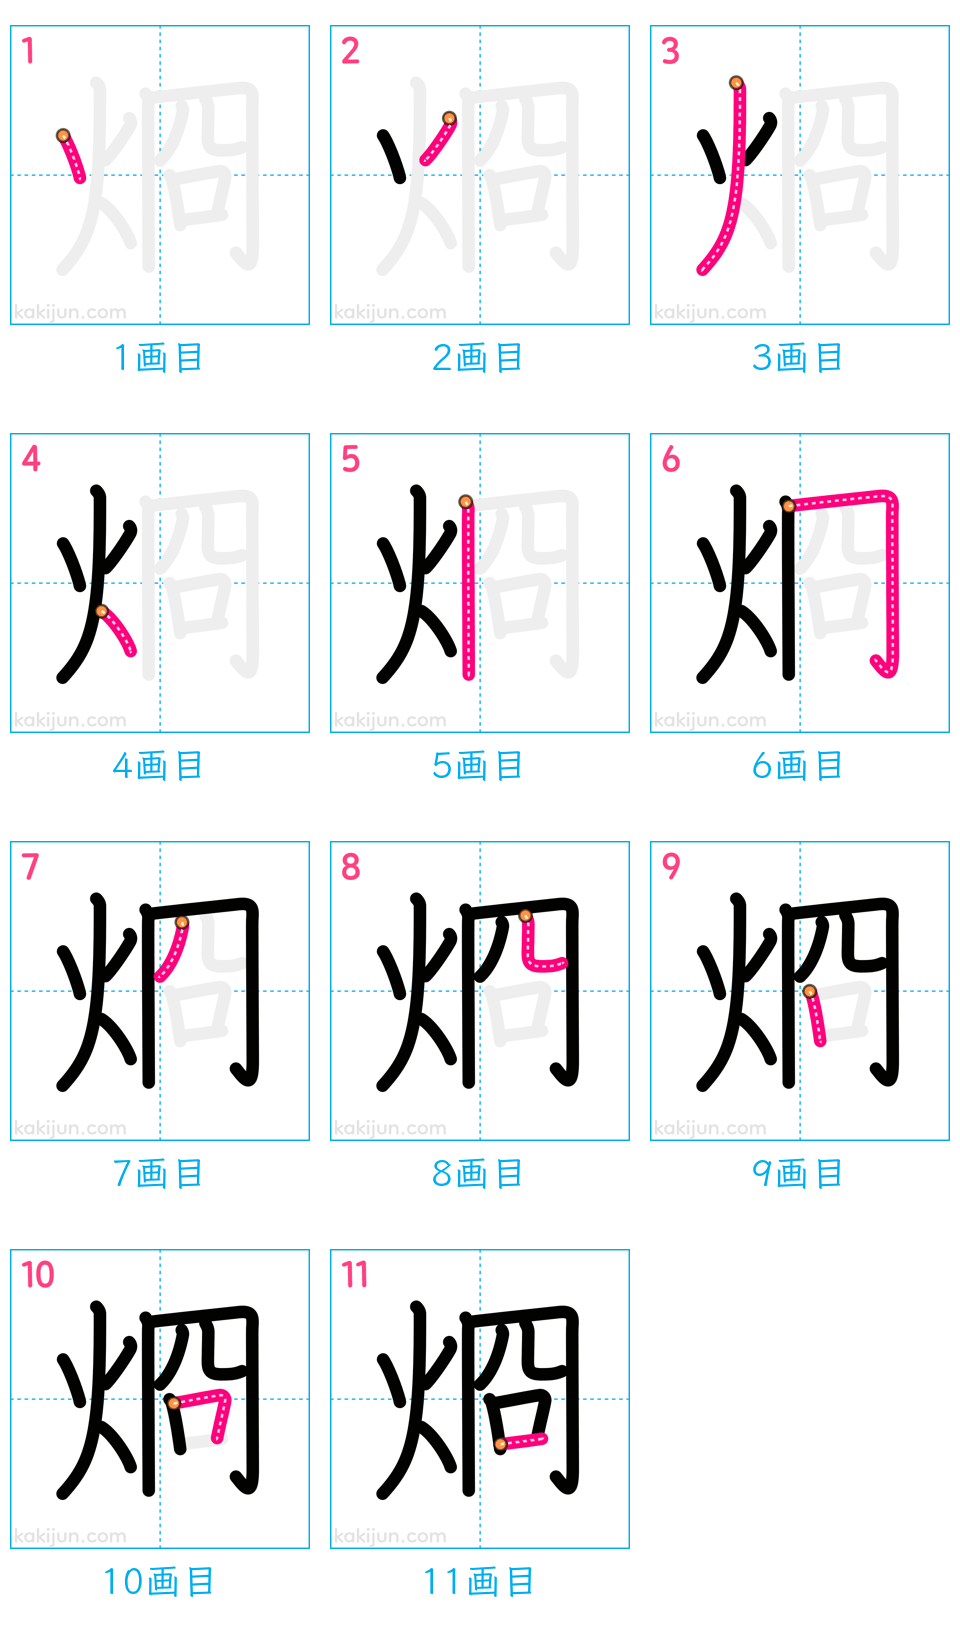 1 2 3
kakijun.com kakijun.com kakijun.com
1画目 2画目 3画目
4 5 6
kakijun.com kakijun.com kakijun.com
4画目 5画目 6画目
7 8 9
kakijun.com kakijun.com kakijun.com
7画目 8画目 9画目
10 11
烱 烱
kakijun.com kakijun.com
10画目 11画目